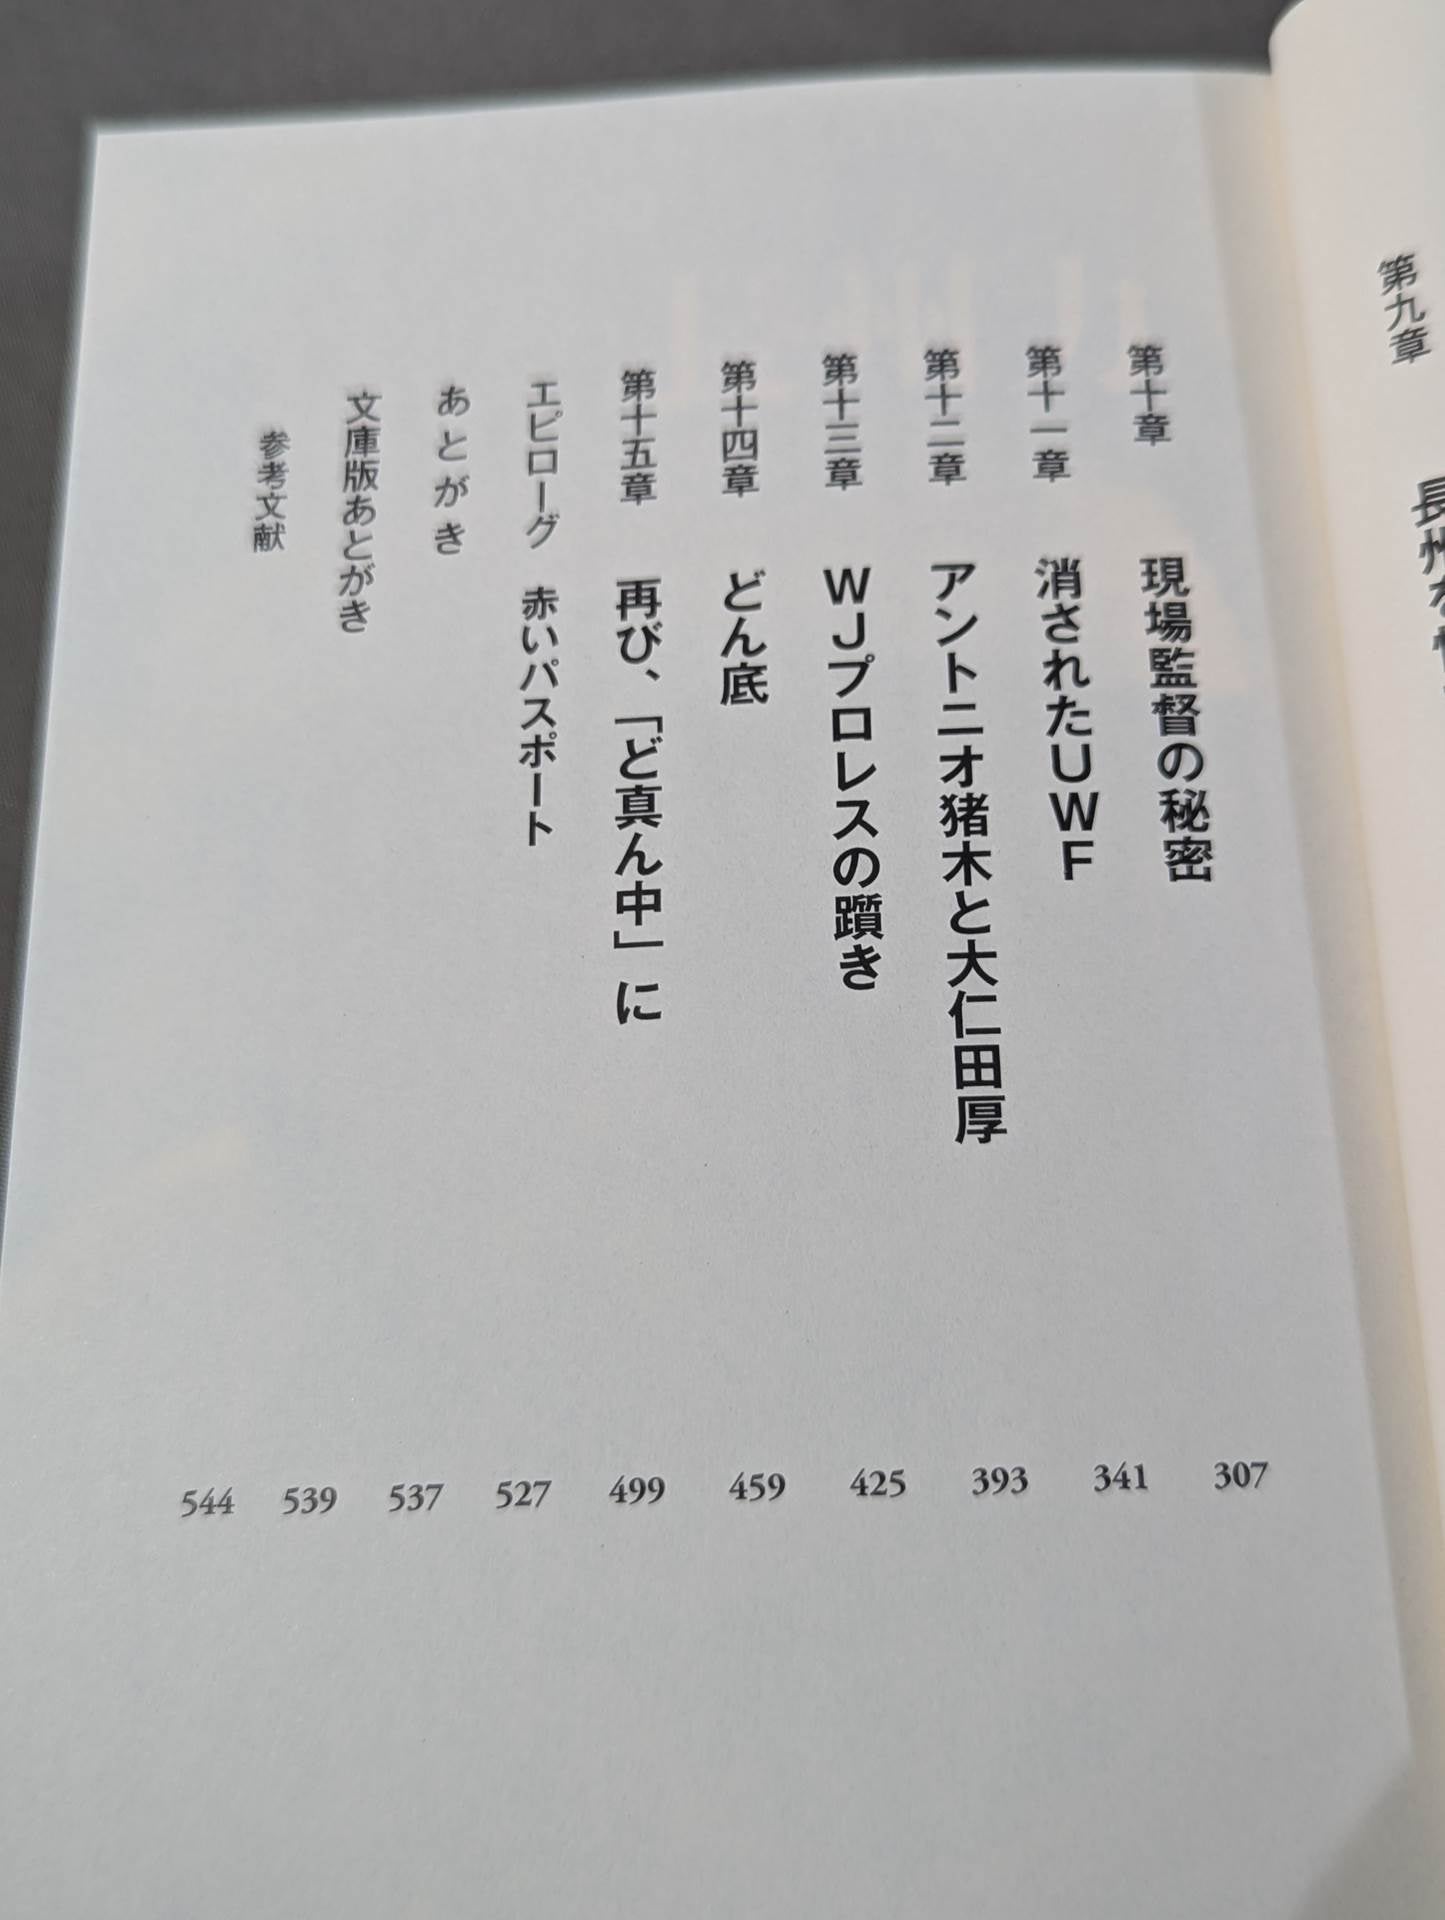 第九章
第十章 現場監督の秘密 307
第十一章 消されたUWF 341
第十二章 アントニオ猪木と大仁田厚 393
第十三章 WJプロレスの躓き 425
第十四章 どん底 459
第十五章 再び、「ど真ん中」に 499
エピローグ 赤いパスポート 527
あとがき 537
文庫版あとがき 539
参考文献 544